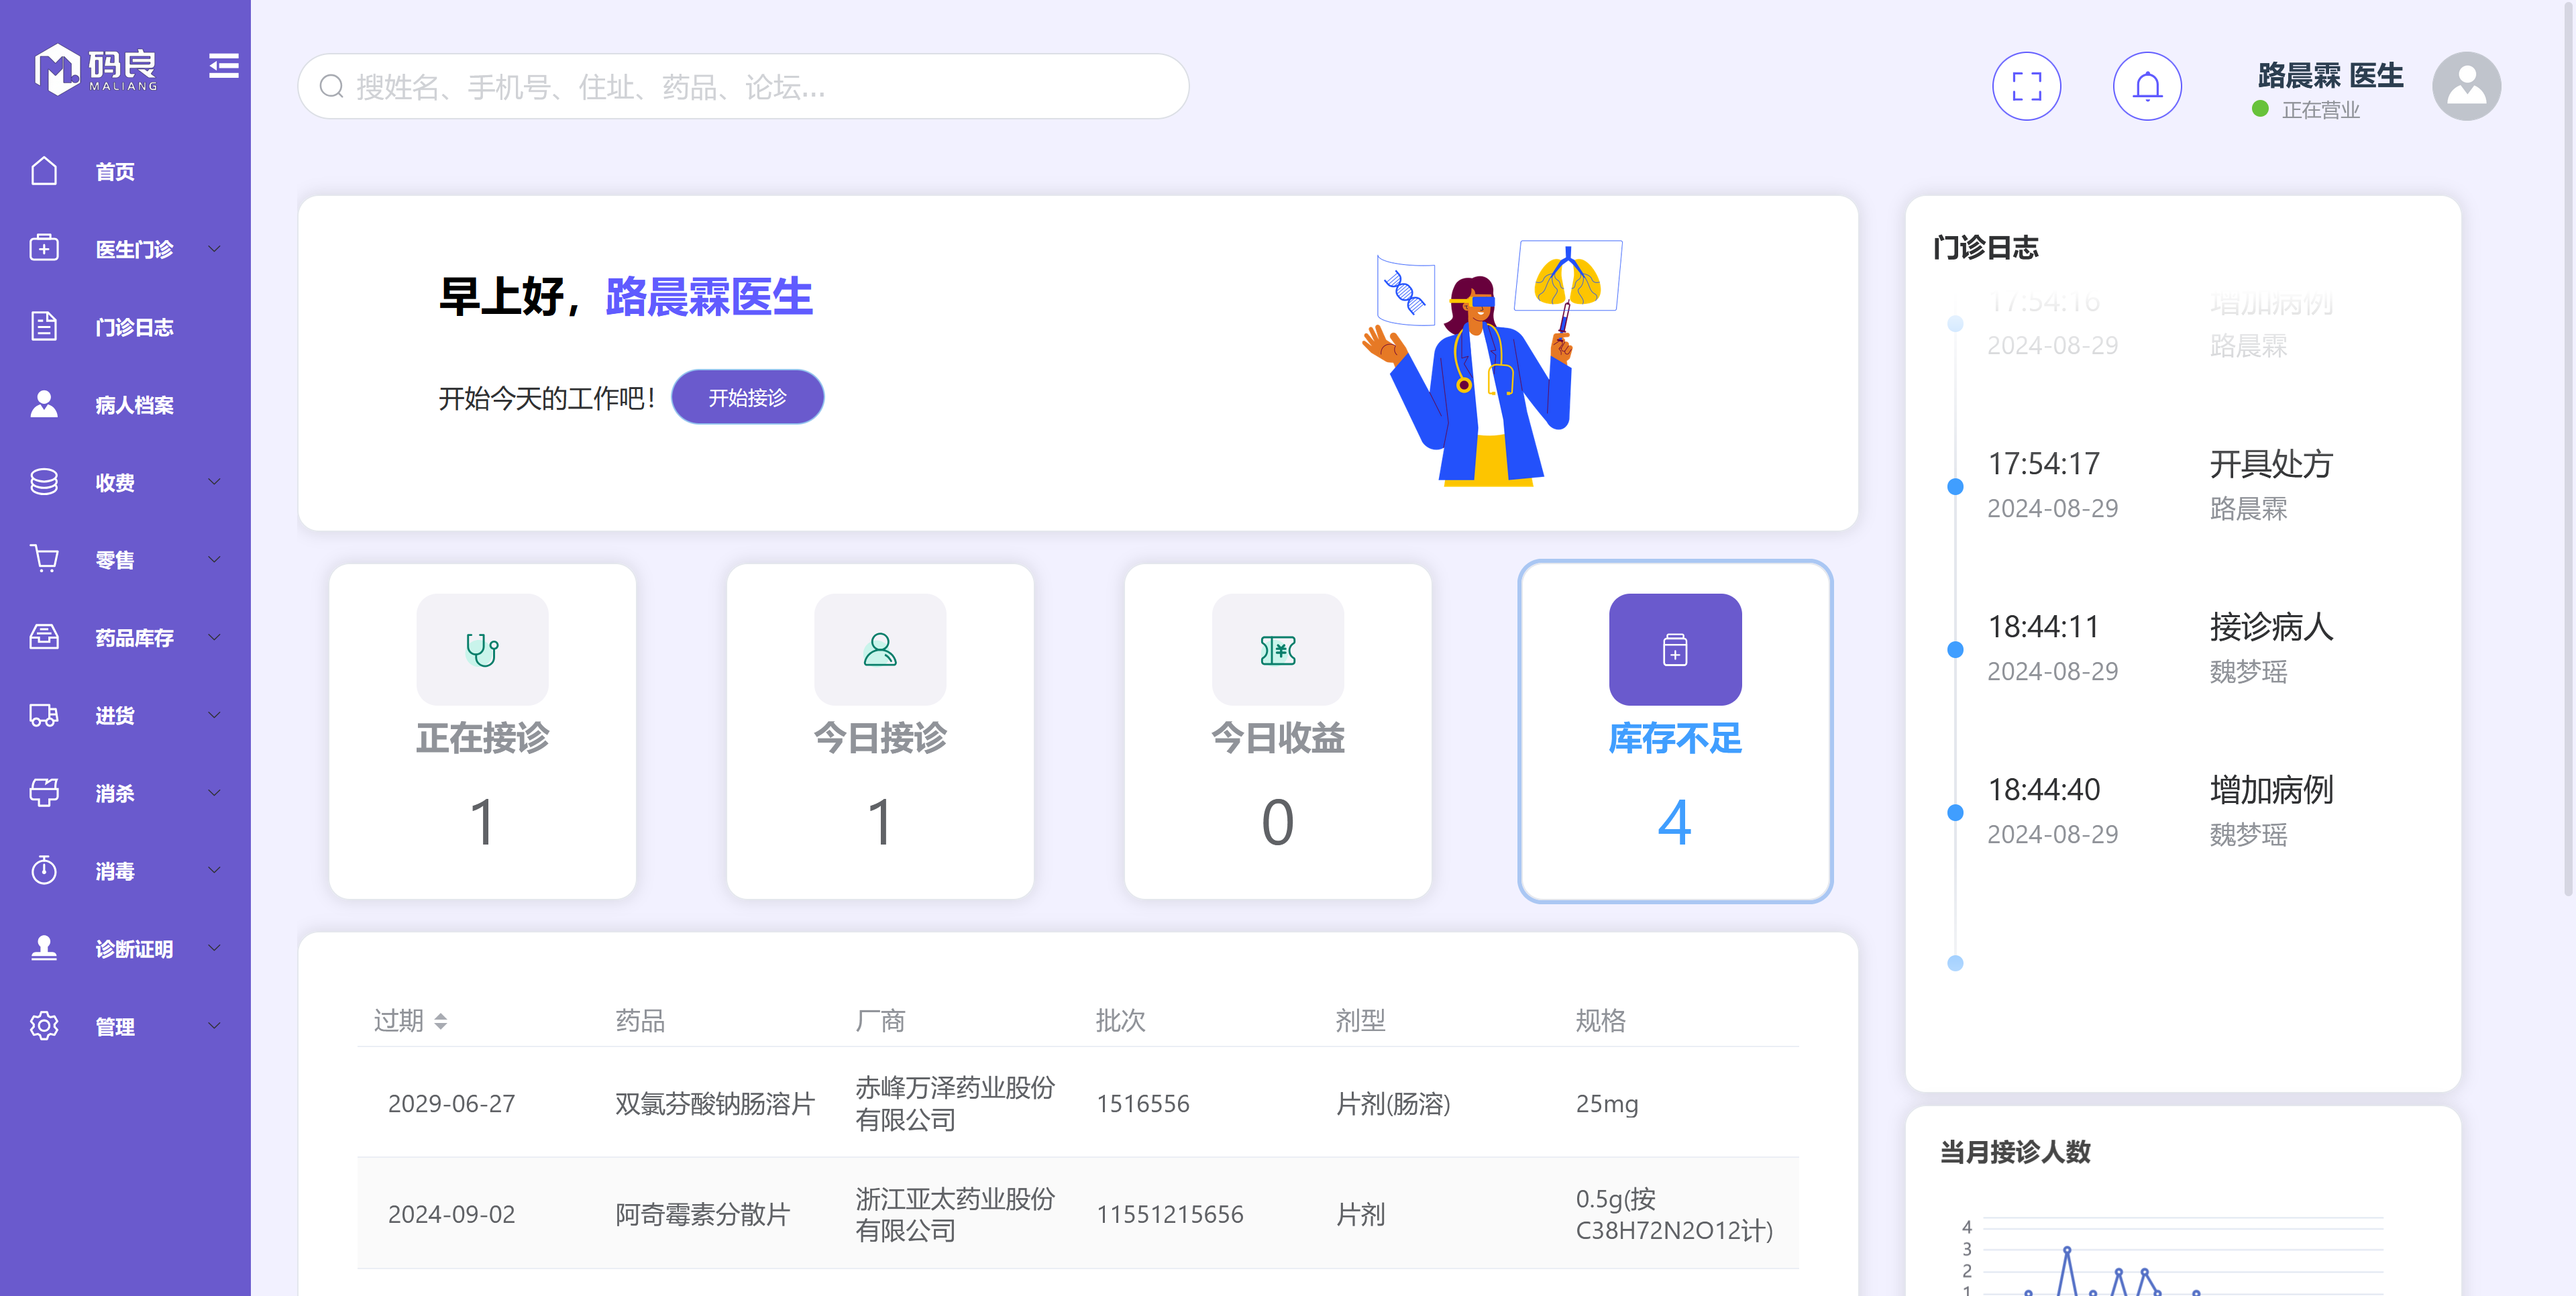 码良
MALIANG
首页
医生门诊
门诊日志
病人档案
收费
零售
药品库存
进货
消杀
消毒
诊断证明
管理
搜姓名、手机号、住址、药品、论坛...
路晨霖 医生
正在营业
早上好，路晨霖医生
开始今天的工作吧！ 开始接诊
正在接诊
1
今日接诊
1
今日收益
0
库存不足
4
过期 药品 厂商 批次 剂型 规格
2029-06-27 双氯芬酸钠肠溶片 赤峰万泽药业股份
有限公司 1516556 片剂(肠溶) 25mg
2024-09-02 阿奇霉素分散片 浙江亚太药业股份
有限公司 11551215656 片剂 0.5g(按
C38H72N2O12计)
门诊日志
17:54:16 增加病例
2024-08-29 路晨霖
17:54:17 开具处方
2024-08-29 路晨霖
18:44:11 接诊病人
2024-08-29 魏梦瑶
18:44:40 增加病例
2024-08-29 魏梦瑶
当月接诊人数
4
3
2
1